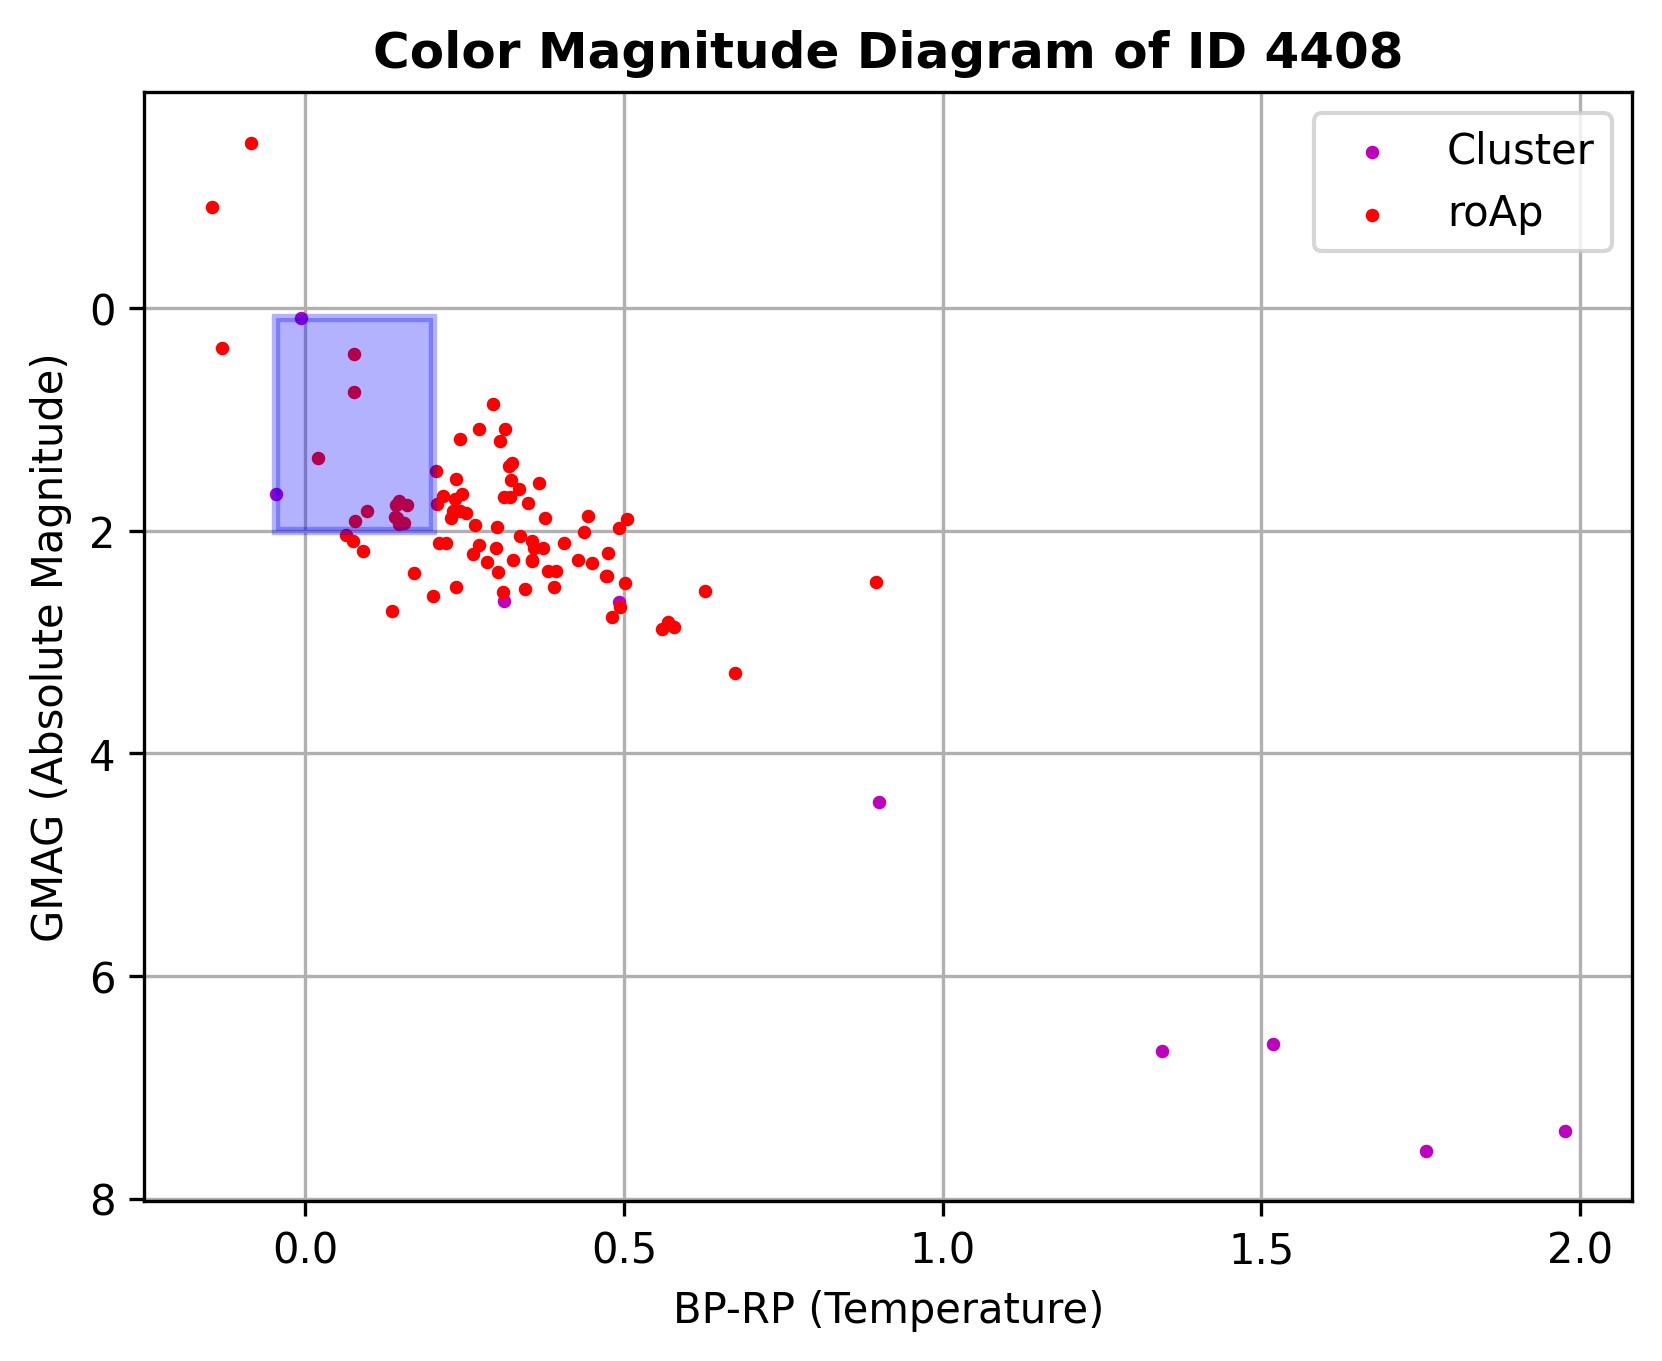 Color Magnitude Diagram of ID 4408
Cluster
roAp
GMAG (Absolute Magnitude)
0
2
4
6
8
0.0 0.5 1.0 1.5 2.0
BP-RP (Temperature)